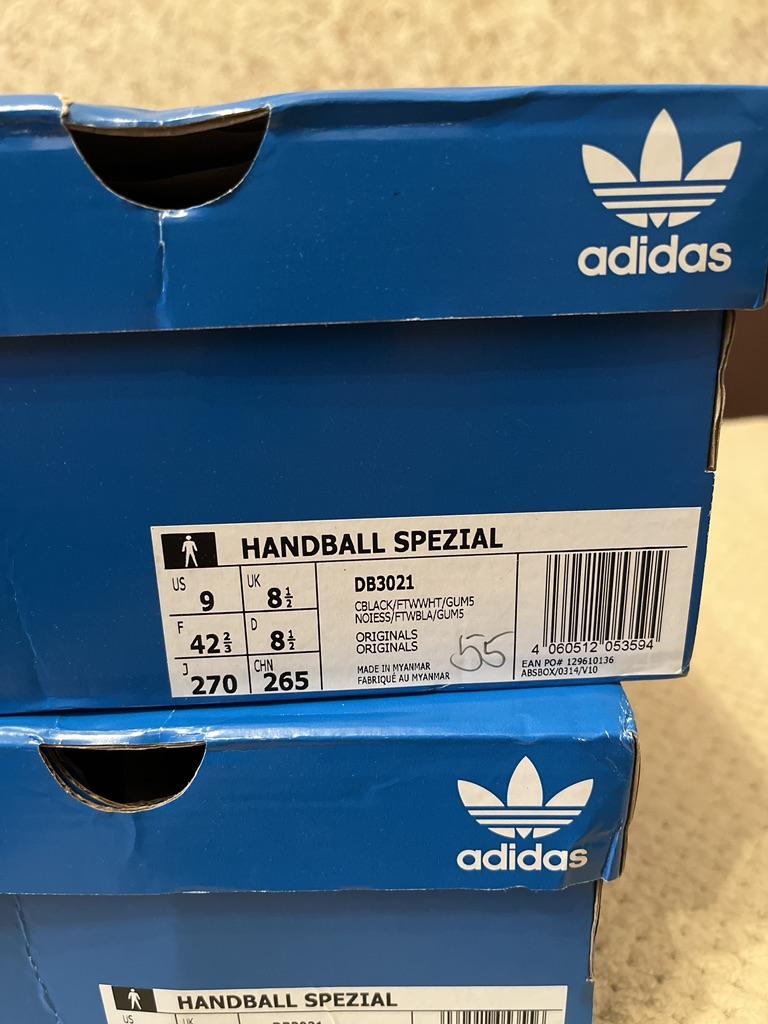 adidas
HANDBALL SPEZIAL
US 9 UK 8½
F 42⅔ D 8½
J 270 CHN 265
DB3021
CBLACK/FTWWHT/GUM5
NOIESS/FTWBLA/GUM5
ORIGINALS
ORIGINALS
MADE IN MYANMAR
FABRIQUÉ AU MYANMAR
55
4 060512 053594
EAN PO# 129610136
ABSBOX/0314/V10
adidas
HANDBALL SPEZIAL
US UK DB3021